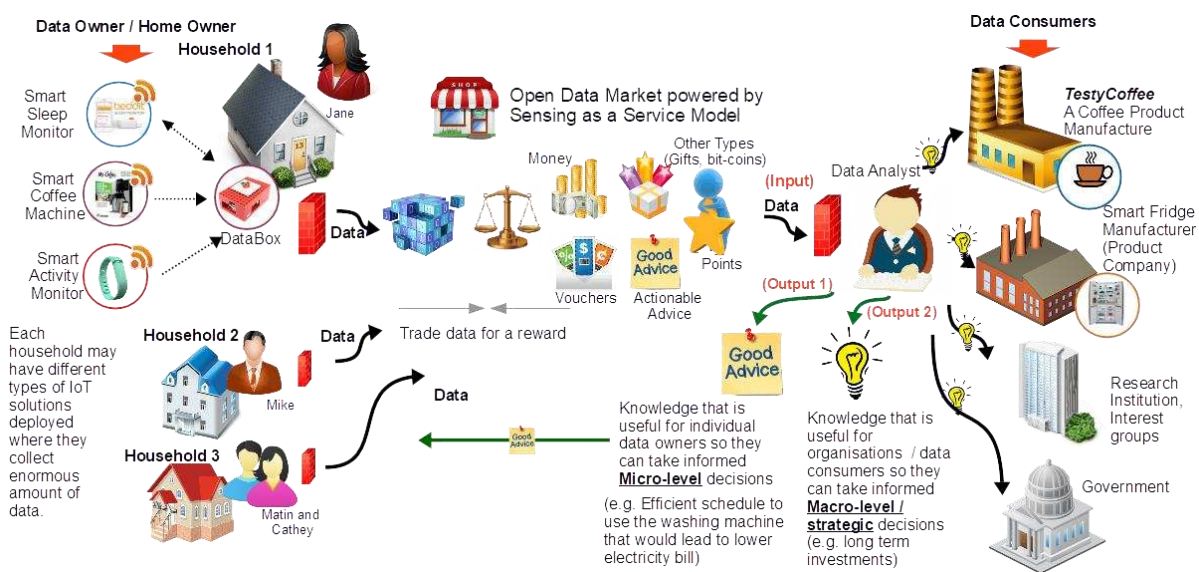 Data Owner / Home Owner
Household 1
Jane
Smart
Sleep
Monitor
beddit
Smart
Coffee
Machine
DataBox
Smart
Activity
Monitor
13
Data
SHOP
Open Data Market powered by
Sensing as a Service Model
Money
Other Types
(Gifts, bit-coins)
Vouchers
Good
Advice
Actionable
Advice
Points
Trade data for a reward
(Input)
Data
Data Analyst
(Output 1)
(Output 2)
Data Consumers
TestyCoffee
A Coffee Product
Manufacture
Smart Fridge
Manufacturer
(Product
Company)
Research
Institution,
Interest
groups
Government
Each
household may
have different
types of IoT
solutions
deployed
where they
collect
enormous
amount of
data.
Household 2
Mike
Data
Household 3
Matin and
Cathey
Data
Good
Advice
Good
Advice
Knowledge that is
useful for individual
data owners so they
can take informed
Micro-level decisions
(e.g. Efficient schedule to
use the washing machine
that would lead to lower
electricity bill)
Knowledge that is
useful for
organisations / data
consumers so they
can take informed
Macro-level /
strategic decisions
(e.g. long term
investments)